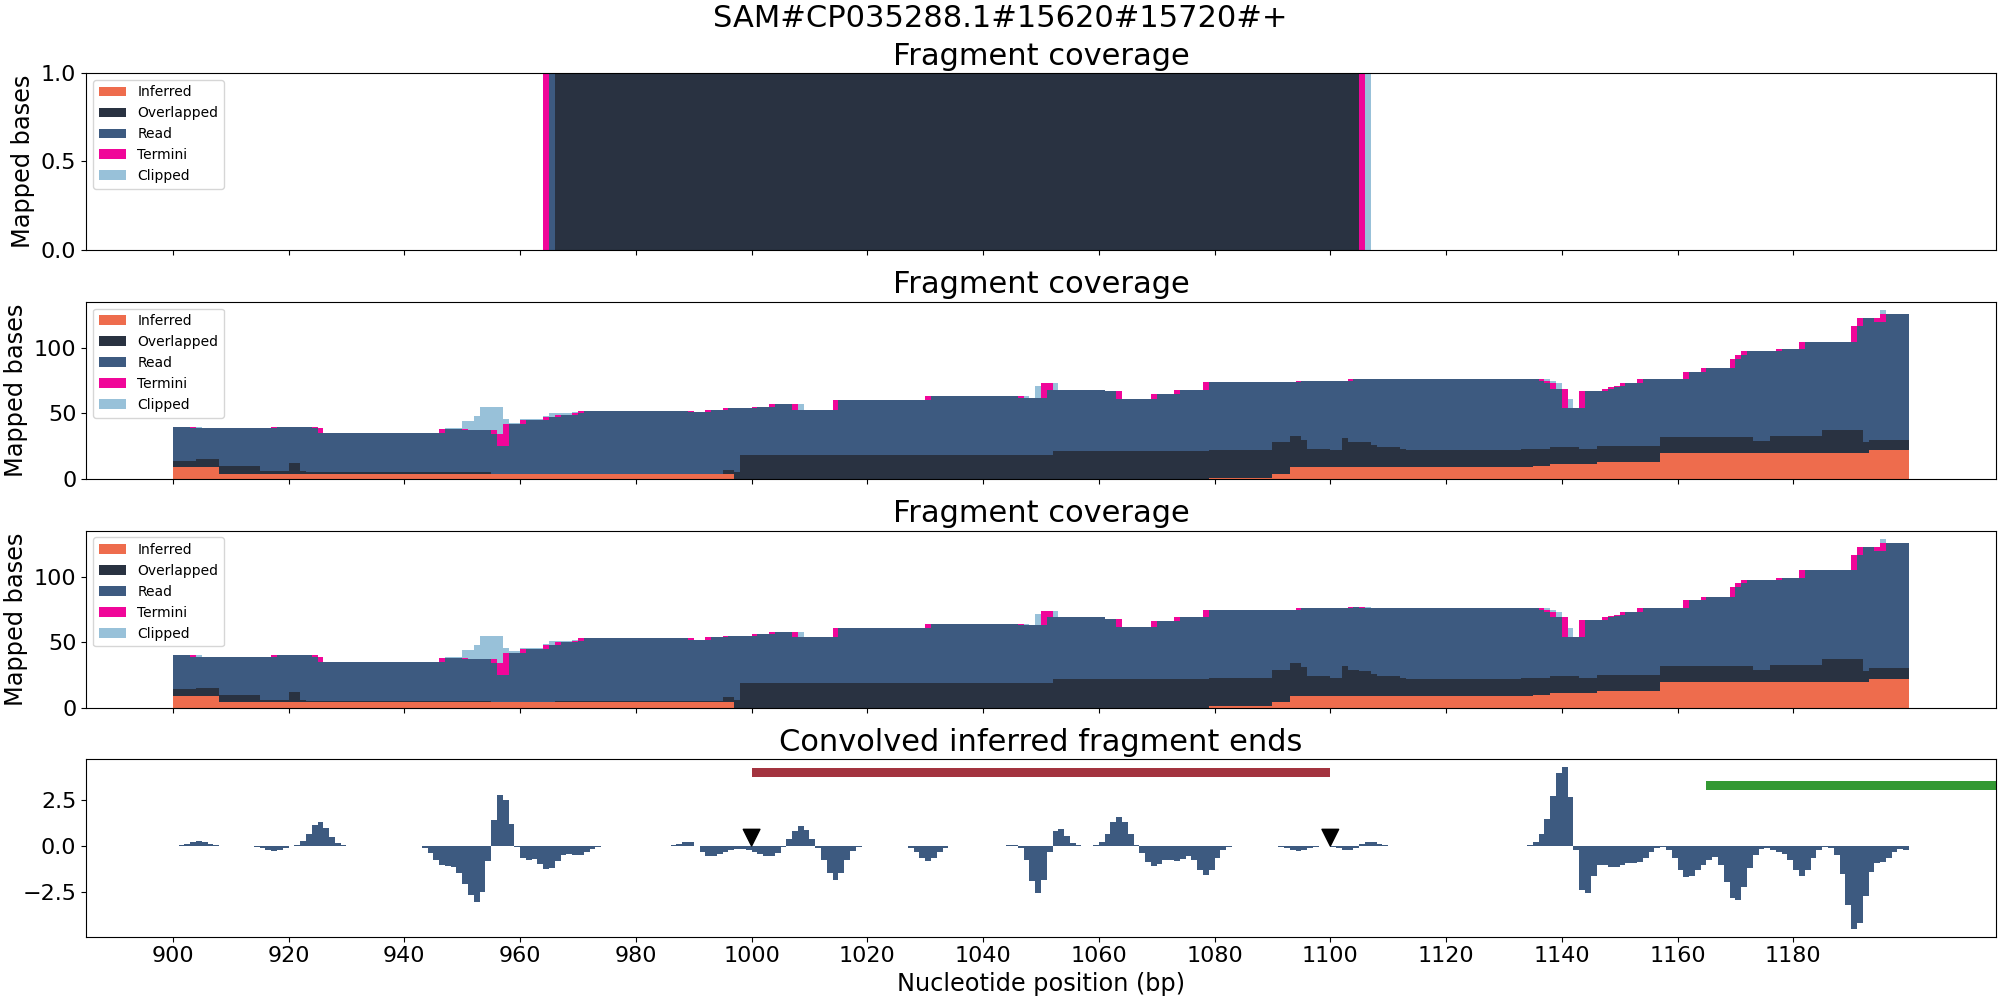 SAM#CP035288.1#15620#15720#+
Fragment coverage
Mapped bases
1.0
0.5
0.0
Inferred
Overlapped
Read
Termini
Clipped
Fragment coverage
Mapped bases
100
50
0
Inferred
Overlapped
Read
Termini
Clipped
Fragment coverage
Mapped bases
100
50
0
Inferred
Overlapped
Read
Termini
Clipped
Convolved inferred fragment ends
2.5
0.0
−2.5
900 920 940 960 980 1000 1020 1040 1060 1080 1100 1120 1140 1160 1180
Nucleotide position (bp)